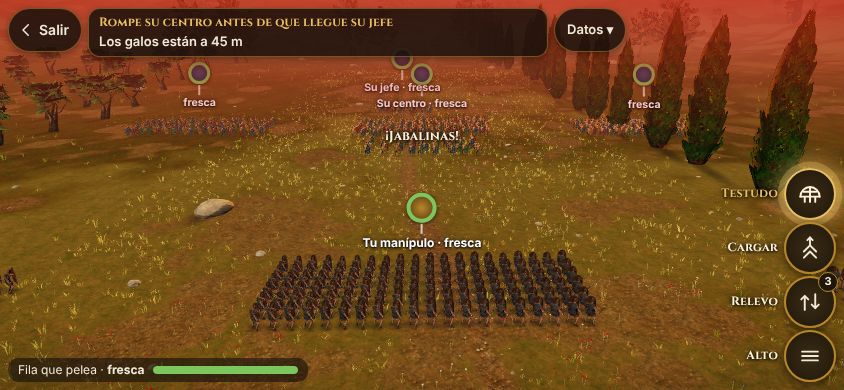 Salir
Rompe su centro antes de que llegue su jefe
Los galos están a 45 m
Datos ▾
fresca
Su jefe · fresca
Su centro · fresca
fresca
¡Jabalinas!
Testudo
Tu manípulo · fresca
Cargar
3
Relevo
Alto
Fila que pelea · fresca